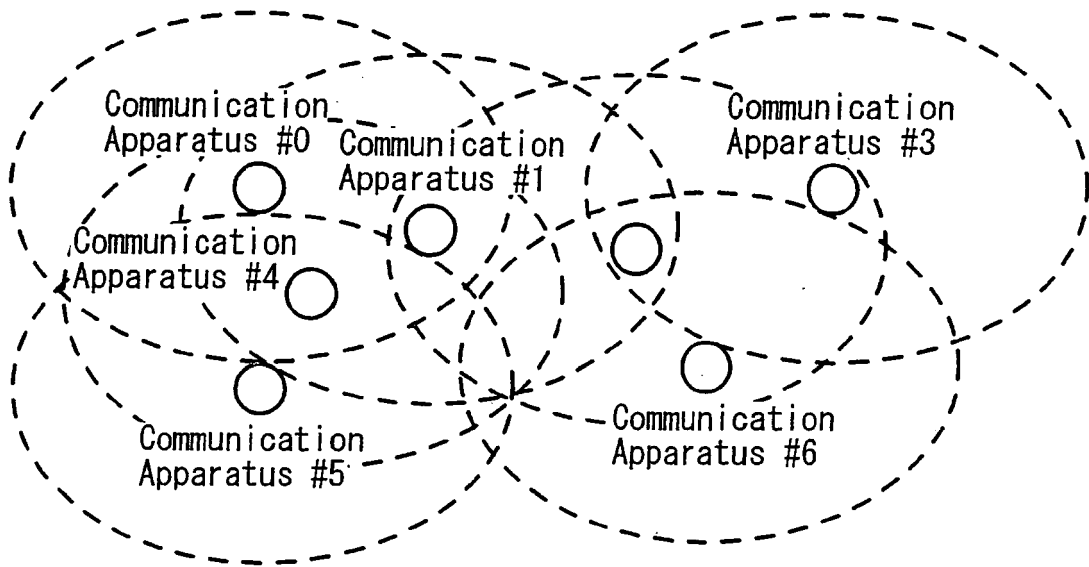 Communication
Apparatus #0
Communication
Apparatus #1
Communication
Apparatus #3
Communication
Apparatus #4
Communication
Apparatus #5
Communication
Apparatus #6